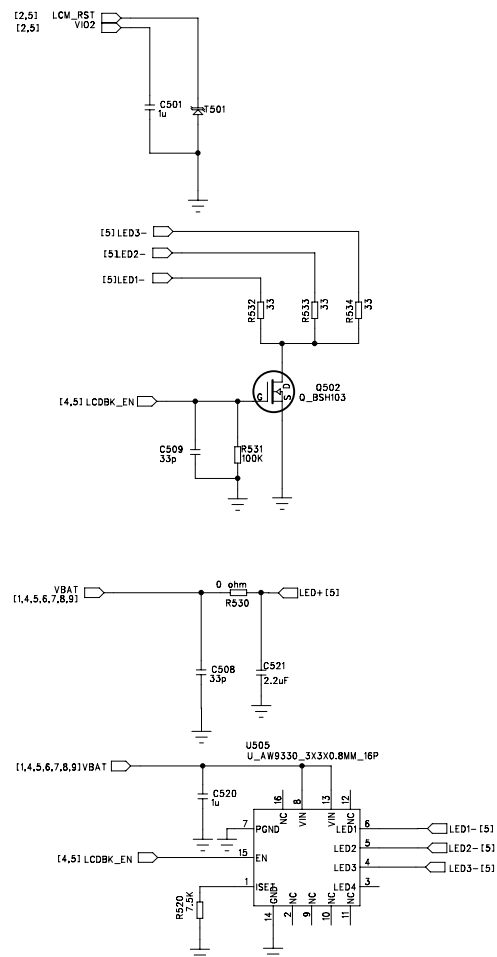 [2,5] LCM_RST
[2,5] VIO2
C501
1u
T501
[5]LED3-
[5]LED2-
[5]LED1-
R532
33
R533
33
R534
33
[4,5] LCDBK_EN
G
D
S
Q502
Q_BSH103
C509
33p
R531
100K
VBAT
[1,4,5,6,7,8,9]
0 ohm
R530
LED+[5]
C508
33p
C521
2.2uF
U505
U_AW9330_3X3X0.8MM_16P
[1,4,5,6,7,8,9]VBAT
C520
1u
16
NC
8
VIN
13
VIN
12
NC
7 PGND
LED1 6
LED1-[5]
LED2 5
LED2-[5]
[4,5] LCDBK_EN
15 EN
LED3 4
LED3-[5]
1 ISET
LED4 3
R520
7.5K
GND
14
NC
2
NC
9
NC
10
NC
11